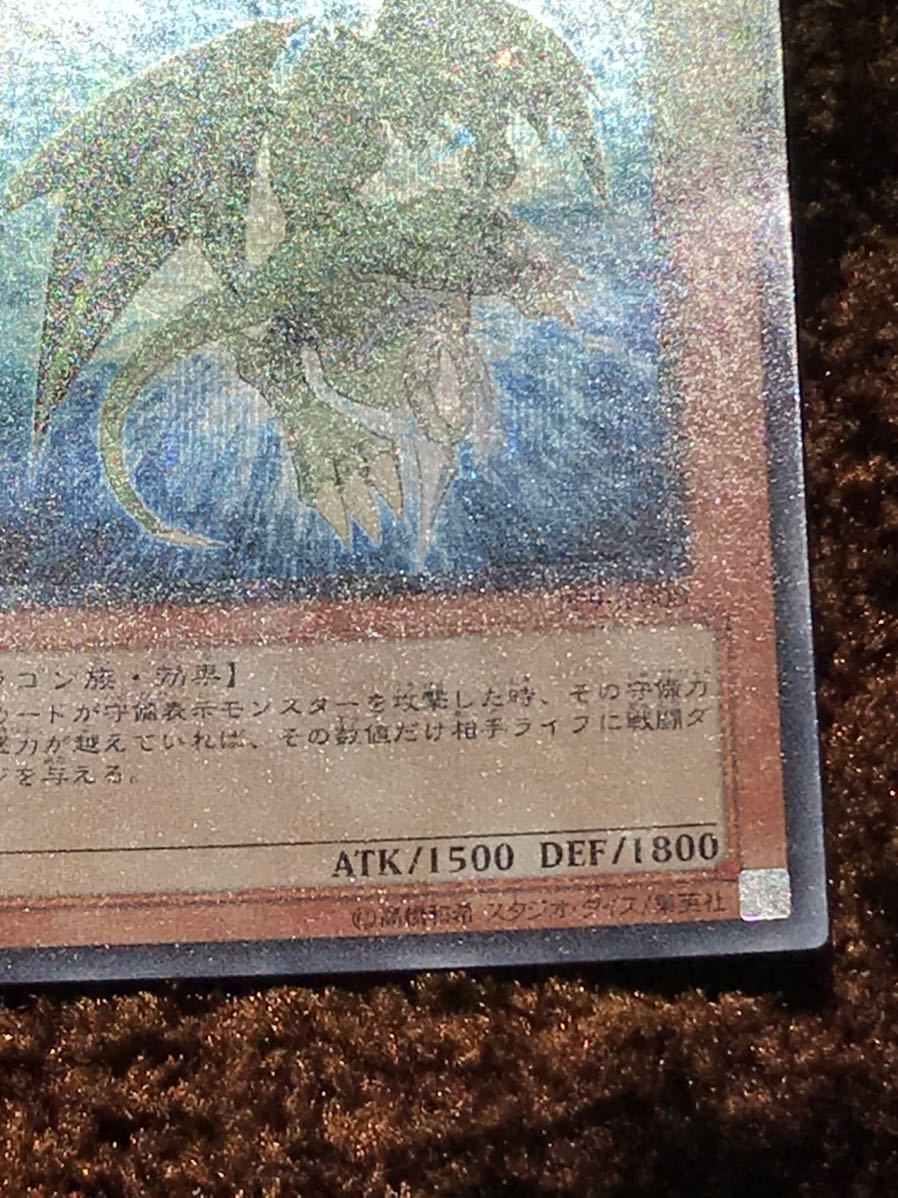 ラゴン族・効果】
カードが守備表示モンスターを攻撃した時、その守備力
撃力が越えていれば、その数値だけ相手ライフに戦闘ダ
ジを与える。
ATK/1500 DEF/1800
©高橋和希 スタジオ・ダイス/集英社